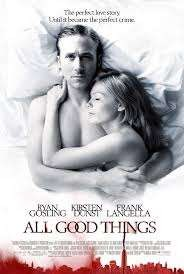 The perfect love story.
Until it became the perfect crime.
RYAN GOSLING
KIRSTEN DUNST
FRANK LANGELLA
ALL GOOD THINGS